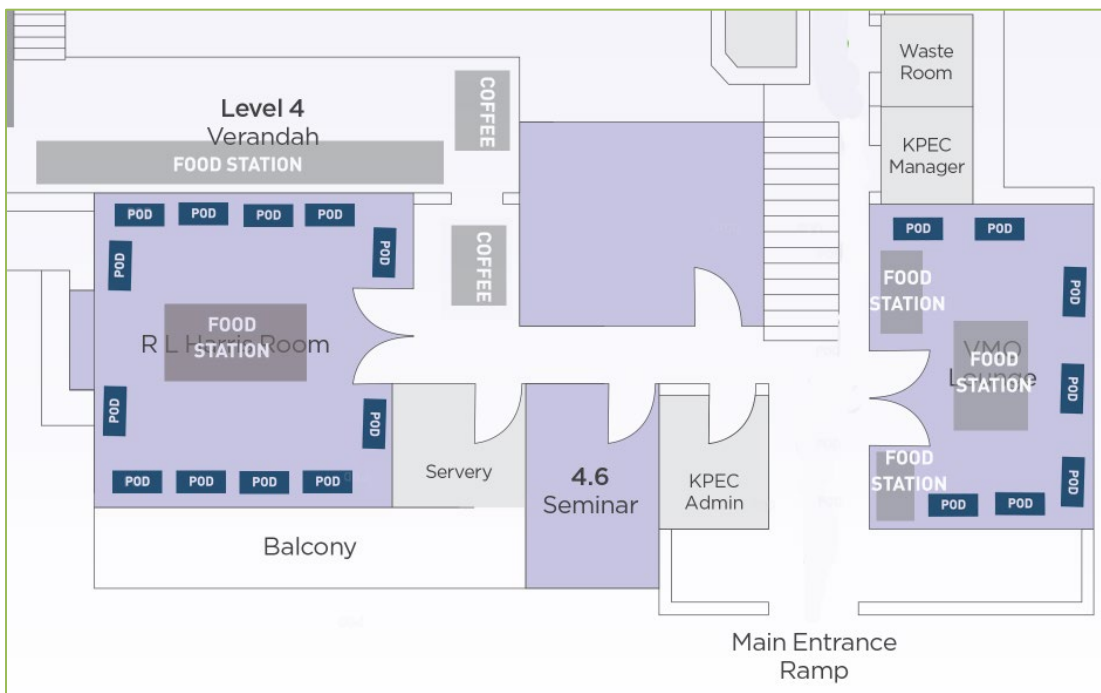 Waste
Room
KPEC
Manager
COFFEE
Level 4
Verandah
FOOD STATION
POD
POD
POD
POD
POD
POD
COFFEE
FOOD
STATION
R L Harris Room
POD
POD
POD
POD
POD
POD
Servery
4.6
Seminar
KPEC
Admin
Balcony
POD
POD
POD
FOOD
STATION
VMO
Lounge
FOOD
STATION
POD
FOOD
STATION
POD
POD
POD
Main Entrance
Ramp